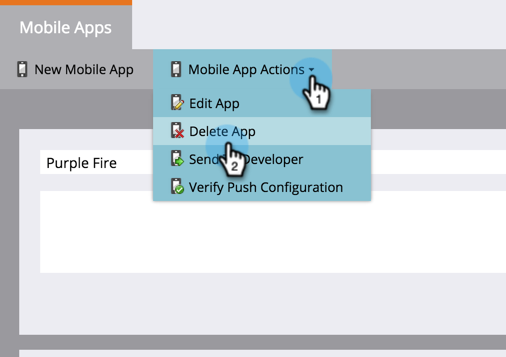 Mobile Apps
New Mobile App
Mobile App Actions
1
Edit App
Delete App
2
Send Developer
Verify Push Configuration
Purple Fire